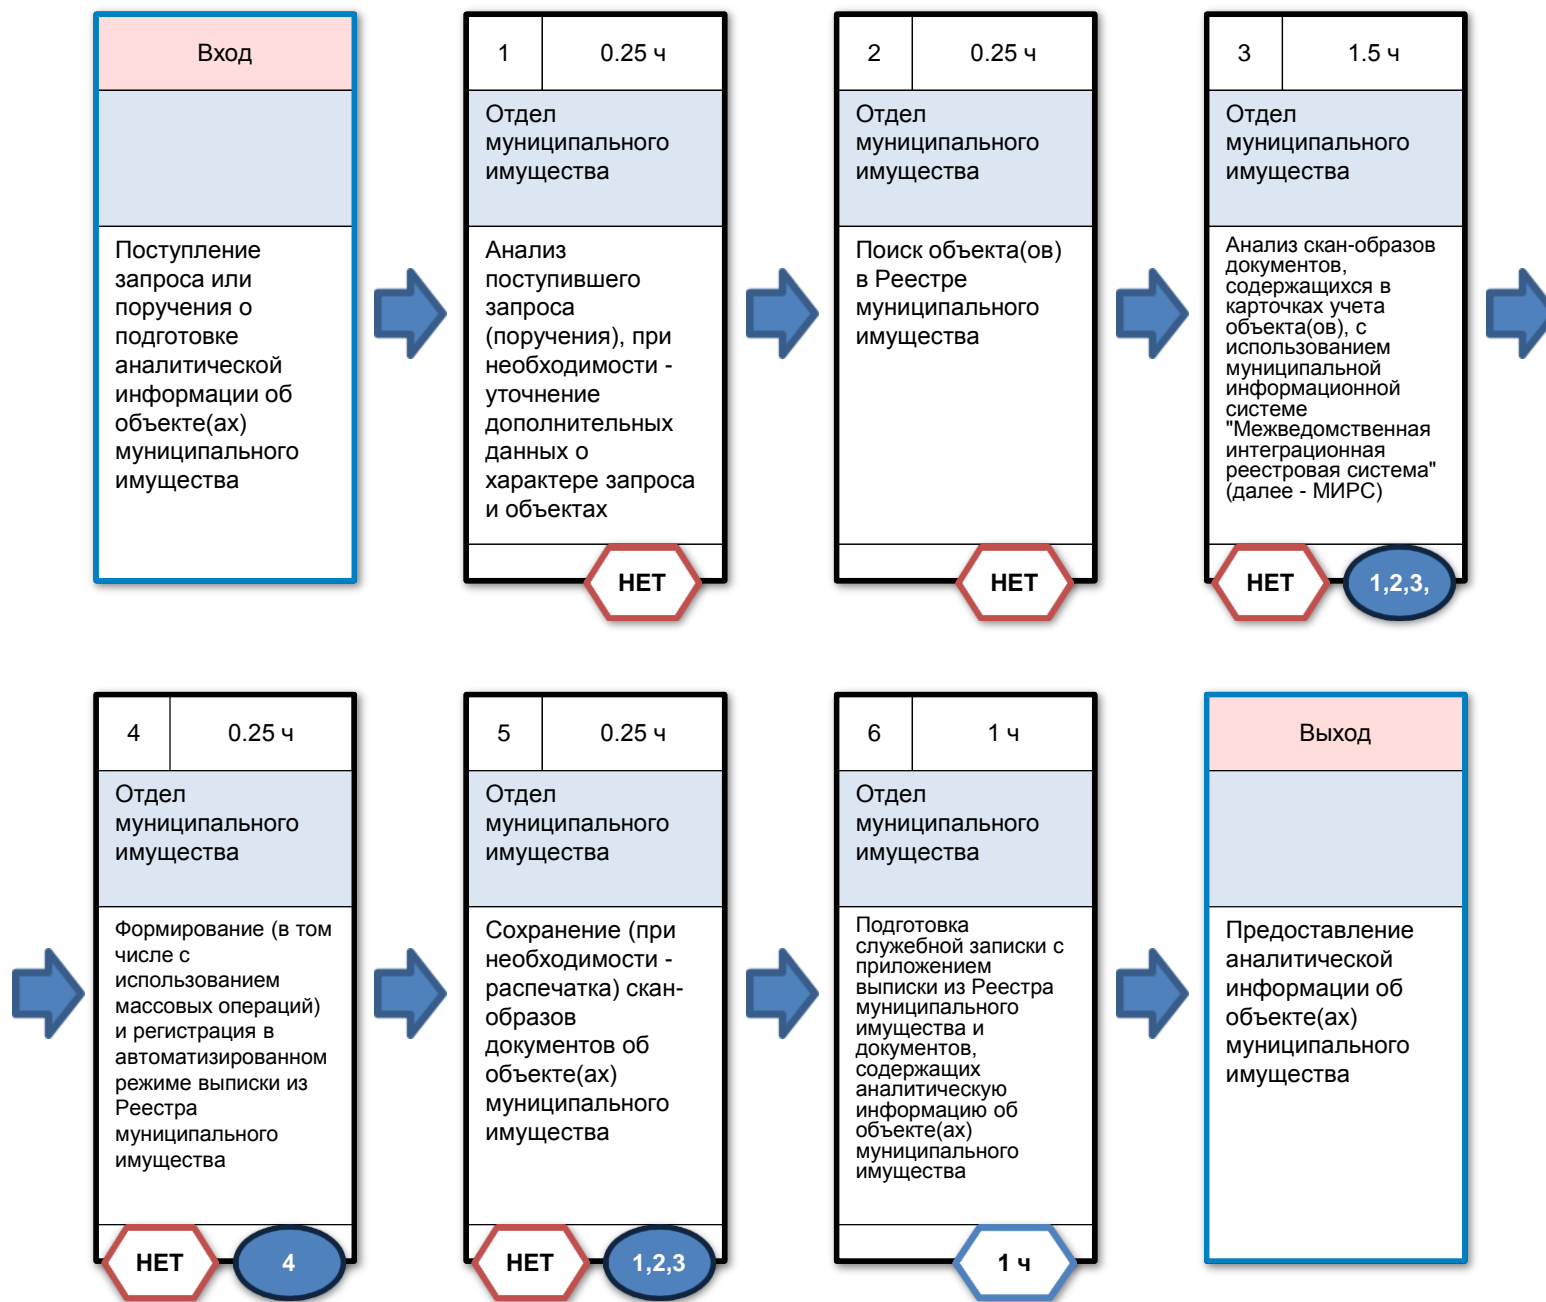 Вход
Поступление
запроса или
поручения о
подготовке
аналитической
информации об
объекте(ах)
муниципального
имущества
1
0.25 ч
Отдел
муниципального
имущества
Анализ
поступившего
запроса
(поручения), при
необходимости -
уточнение
дополнительных
данных о
характере запроса
и объектах
НЕТ
2
0.25 ч
Отдел
муниципального
имущества
Поиск объекта(ов)
в Реестре
муниципального
имущества
НЕТ
3
1.5 ч
Отдел
муниципального
имущества
Анализ скан-образов
документов,
содержащихся в
карточках учета
объекта(ов), с
использованием
муниципальной
информационной
системе
"Межведомственная
интеграционная
реестровая система"
(далее - МИРС)
НЕТ
1,2,3,
4
0.25 ч
Отдел
муниципального
имущества
Формирование (в том
числе с
использованием
массовых операций)
и регистрация в
автоматизированном
режиме выписки из
Реестра
муниципального
имущества
НЕТ
4
5
0.25 ч
Отдел
муниципального
имущества
Сохранение (при
необходимости -
распечатка) скан-
образов
документов об
объекте(ах)
муниципального
имущества
НЕТ
1,2,3
6
1 ч
Отдел
муниципального
имущества
Подготовка
служебной записки с
приложением
выписки из Реестра
муниципального
имущества и
документов,
содержащих
аналитическую
информацию об
объекте(ах)
муниципального
имущества
1 ч
Выход
Предоставление
аналитической
информации об
объекте(ах)
муниципального
имущества